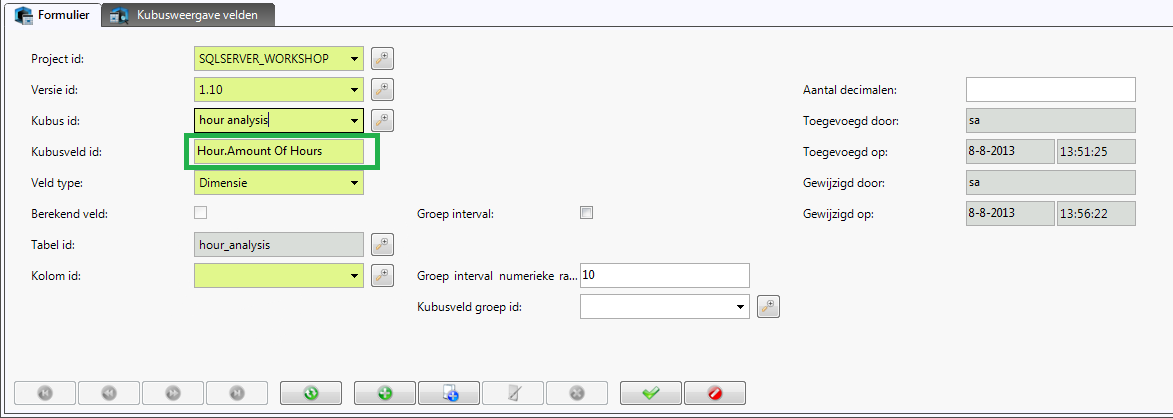 Formulier
Kubusweergave velden
Project id:
SQLSERVER_WORKSHOP
Versie id:
1.10
Aantal decimalen:
Kubus id:
hour analysis
Toegevoegd door:
sa
Kubusveld id:
Hour.Amount Of Hours
Toegevoegd op:
8-8-2013
13:51:25
Veld type:
Dimensie
Gewijzigd door:
sa
Berekend veld:
Groep interval:
Gewijzigd op:
8-8-2013
13:56:22
Tabel id:
hour_analysis
Kolom id:
Groep interval numerieke ra...
10
Kubusveld groep id: